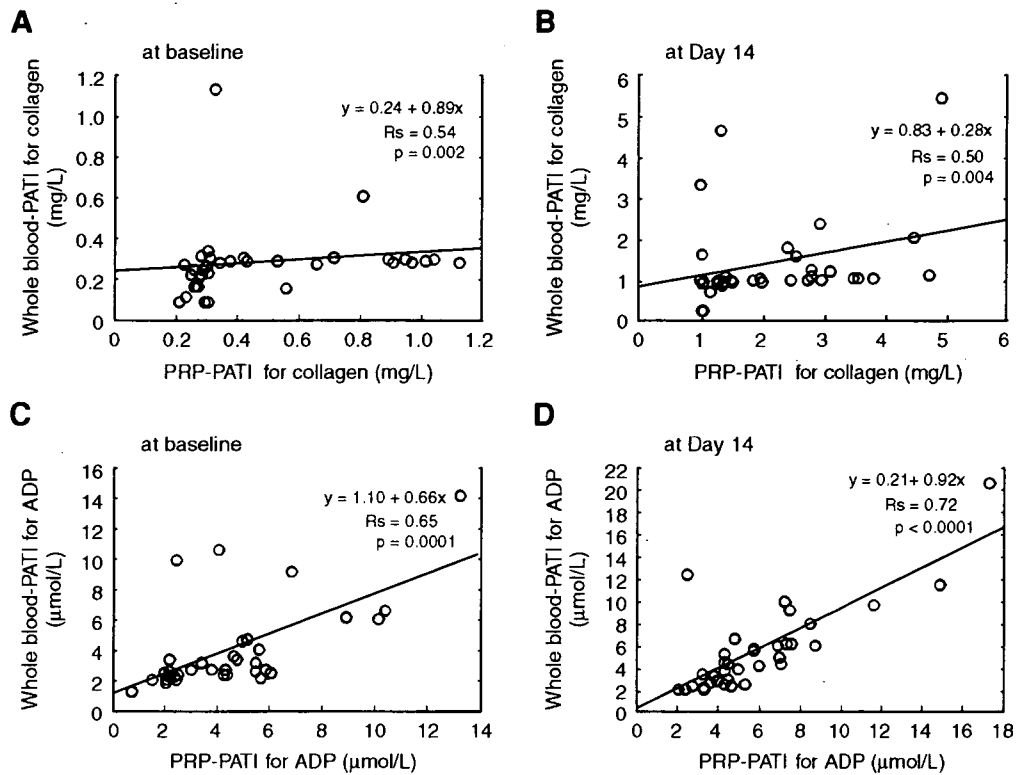 A
at baseline
Whole blood-PATI for collagen
(mg/L)
1.2
1.0
0.8
0.6
0.4
0.2
0
y = 0.24 + 0.89x
Rs = 0.54
p = 0.002
0 0.2 0.4 0.6 0.8 1.0 1.2
PRP-PATI for collagen (mg/L)
B
at Day 14
Whole blood-PATI for collagen
(mg/L)
6
5
4
3
2
1
0
y = 0.83 + 0.28x
Rs = 0.50
p = 0.004
0 1 2 3 4 5 6
PRP-PATI for collagen (mg/L)
C
at baseline
Whole blood-PATI for ADP
(μmol/L)
16
14
12
10
8
6
4
2
0
y = 1.10 + 0.66x
Rs = 0.65
p = 0.0001
0 2 4 6 8 10 12 14
PRP-PATI for ADP (μmol/L)
D
at Day 14
Whole blood-PATI for ADP
(μmol/L)
22
20
18
16
14
12
10
8
6
4
2
0
y = 0.21+ 0.92x
Rs = 0.72
p < 0.0001
0 2 4 6 8 10 12 14 16 18
PRP-PATI for ADP (μmol/L)